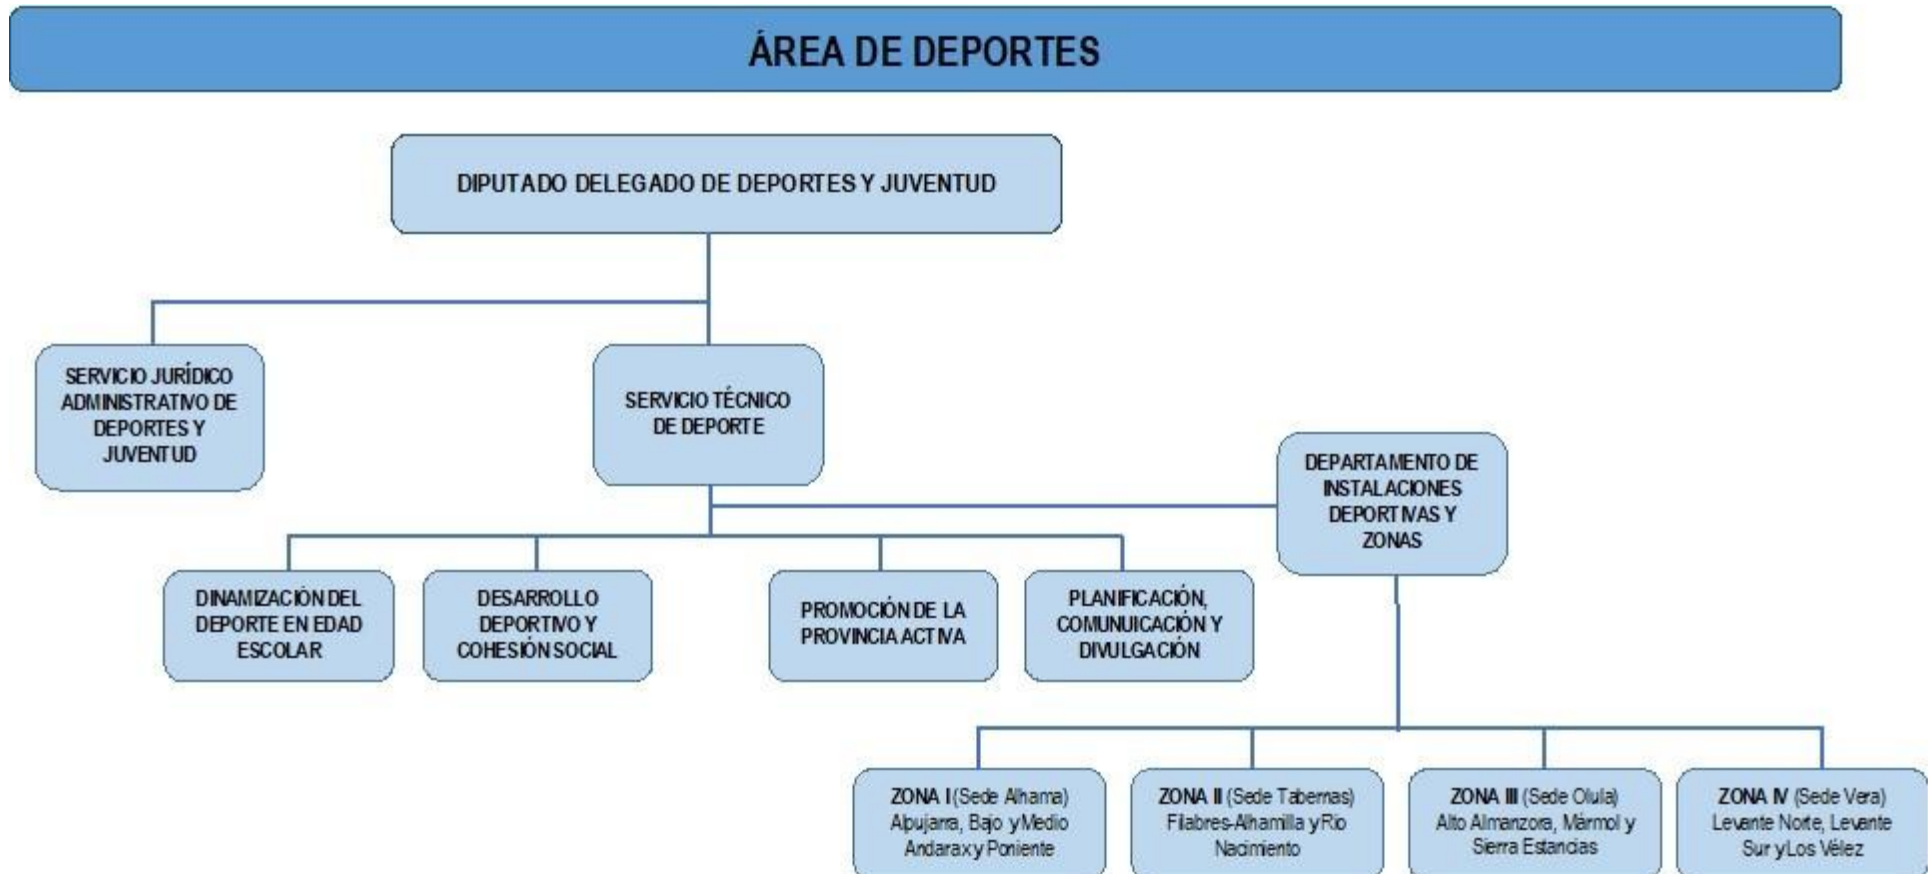 ÁREA DE DEPORTES
DIPUTADO DELEGADO DE DEPORTES Y JUVENTUD
SERVICIO JURÍDICO
ADMINISTRATIVO DE
DEPORTES Y
JUVENTUD
SERVICIO TÉCNICO
DE DEPORTE
DEPARTAMENTO DE
INSTALACIONES
DEPORTIVAS Y
ZONAS
DINAMIZACIÓN DEL
DEPORTE EN EDAD
ESCOLAR
DESARROLLO
DEPORTIVO Y
COHESIÓN SOCIAL
PROMOCIÓN DE LA
PROVINCIA ACTIVA
PLANIFICACIÓN,
COMUNUICACIÓN Y
DIVULGACIÓN
ZONA I (Sede Alhama)
Alpujarra, Bajo y Medio
Andarax y Poniente
ZONA II (Sede Tabernas)
Filabres-Alhamilla y Río
Nacimiento
ZONA III (Sede Olula)
Alto Almanzora, Mármol y
Sierra Estancias
ZONA IV (Sede Vera)
Levante Norte, Levante
Sur y Los Vélez